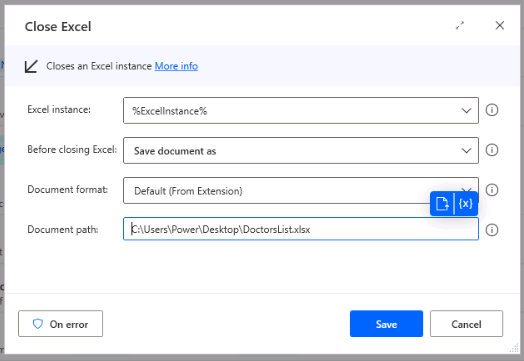 Close Excel
Closes an Excel instance More info
Excel instance: %ExcelInstance%
Before closing Excel: Save document as
Document format: Default (From Extension)
{x}
Document path: C:\Users\Power\Desktop\DoctorsList.xlsx
On error Save Cancel